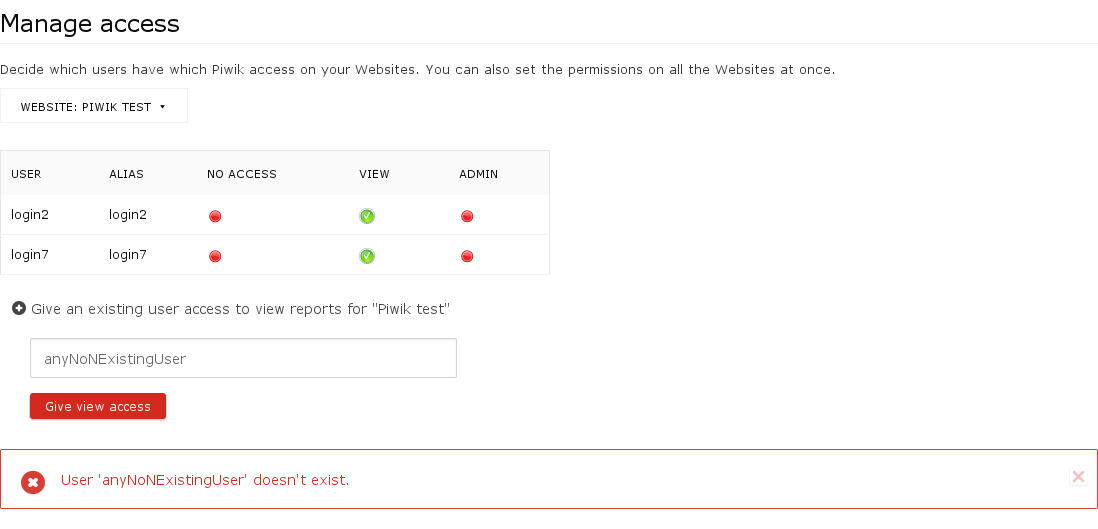 Manage access
Decide which users have which Piwik access on your Websites. You can also set the permissions on all the Websites at once.
WEBSITE: PIWIK TEST
USER ALIAS NO ACCESS VIEW ADMIN
login2 login2
login7 login7
Give an existing user access to view reports for "Piwik test"
anyNoNExistingUser
Give view access
User 'anyNoNExistingUser' doesn't exist.